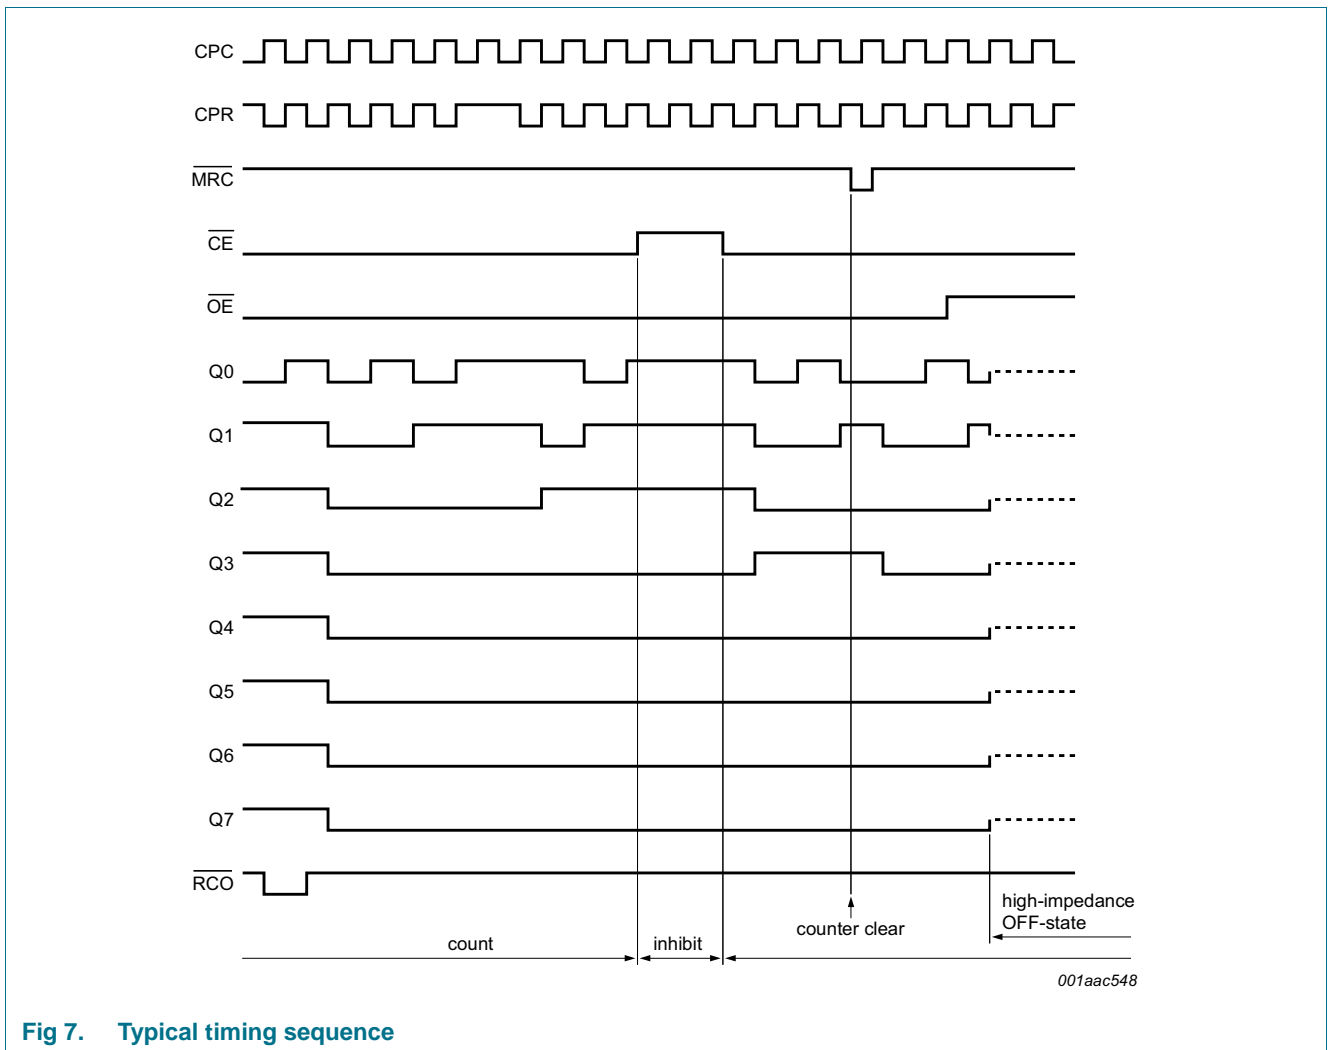 CPC
CPR
MRC
CE
OE
Q0
Q1
Q2
Q3
Q4
Q5
Q6
Q7
RCO
high-impedance
OFF-state
counter clear
count
inhibit
001aac548
Fig 7. Typical timing sequence